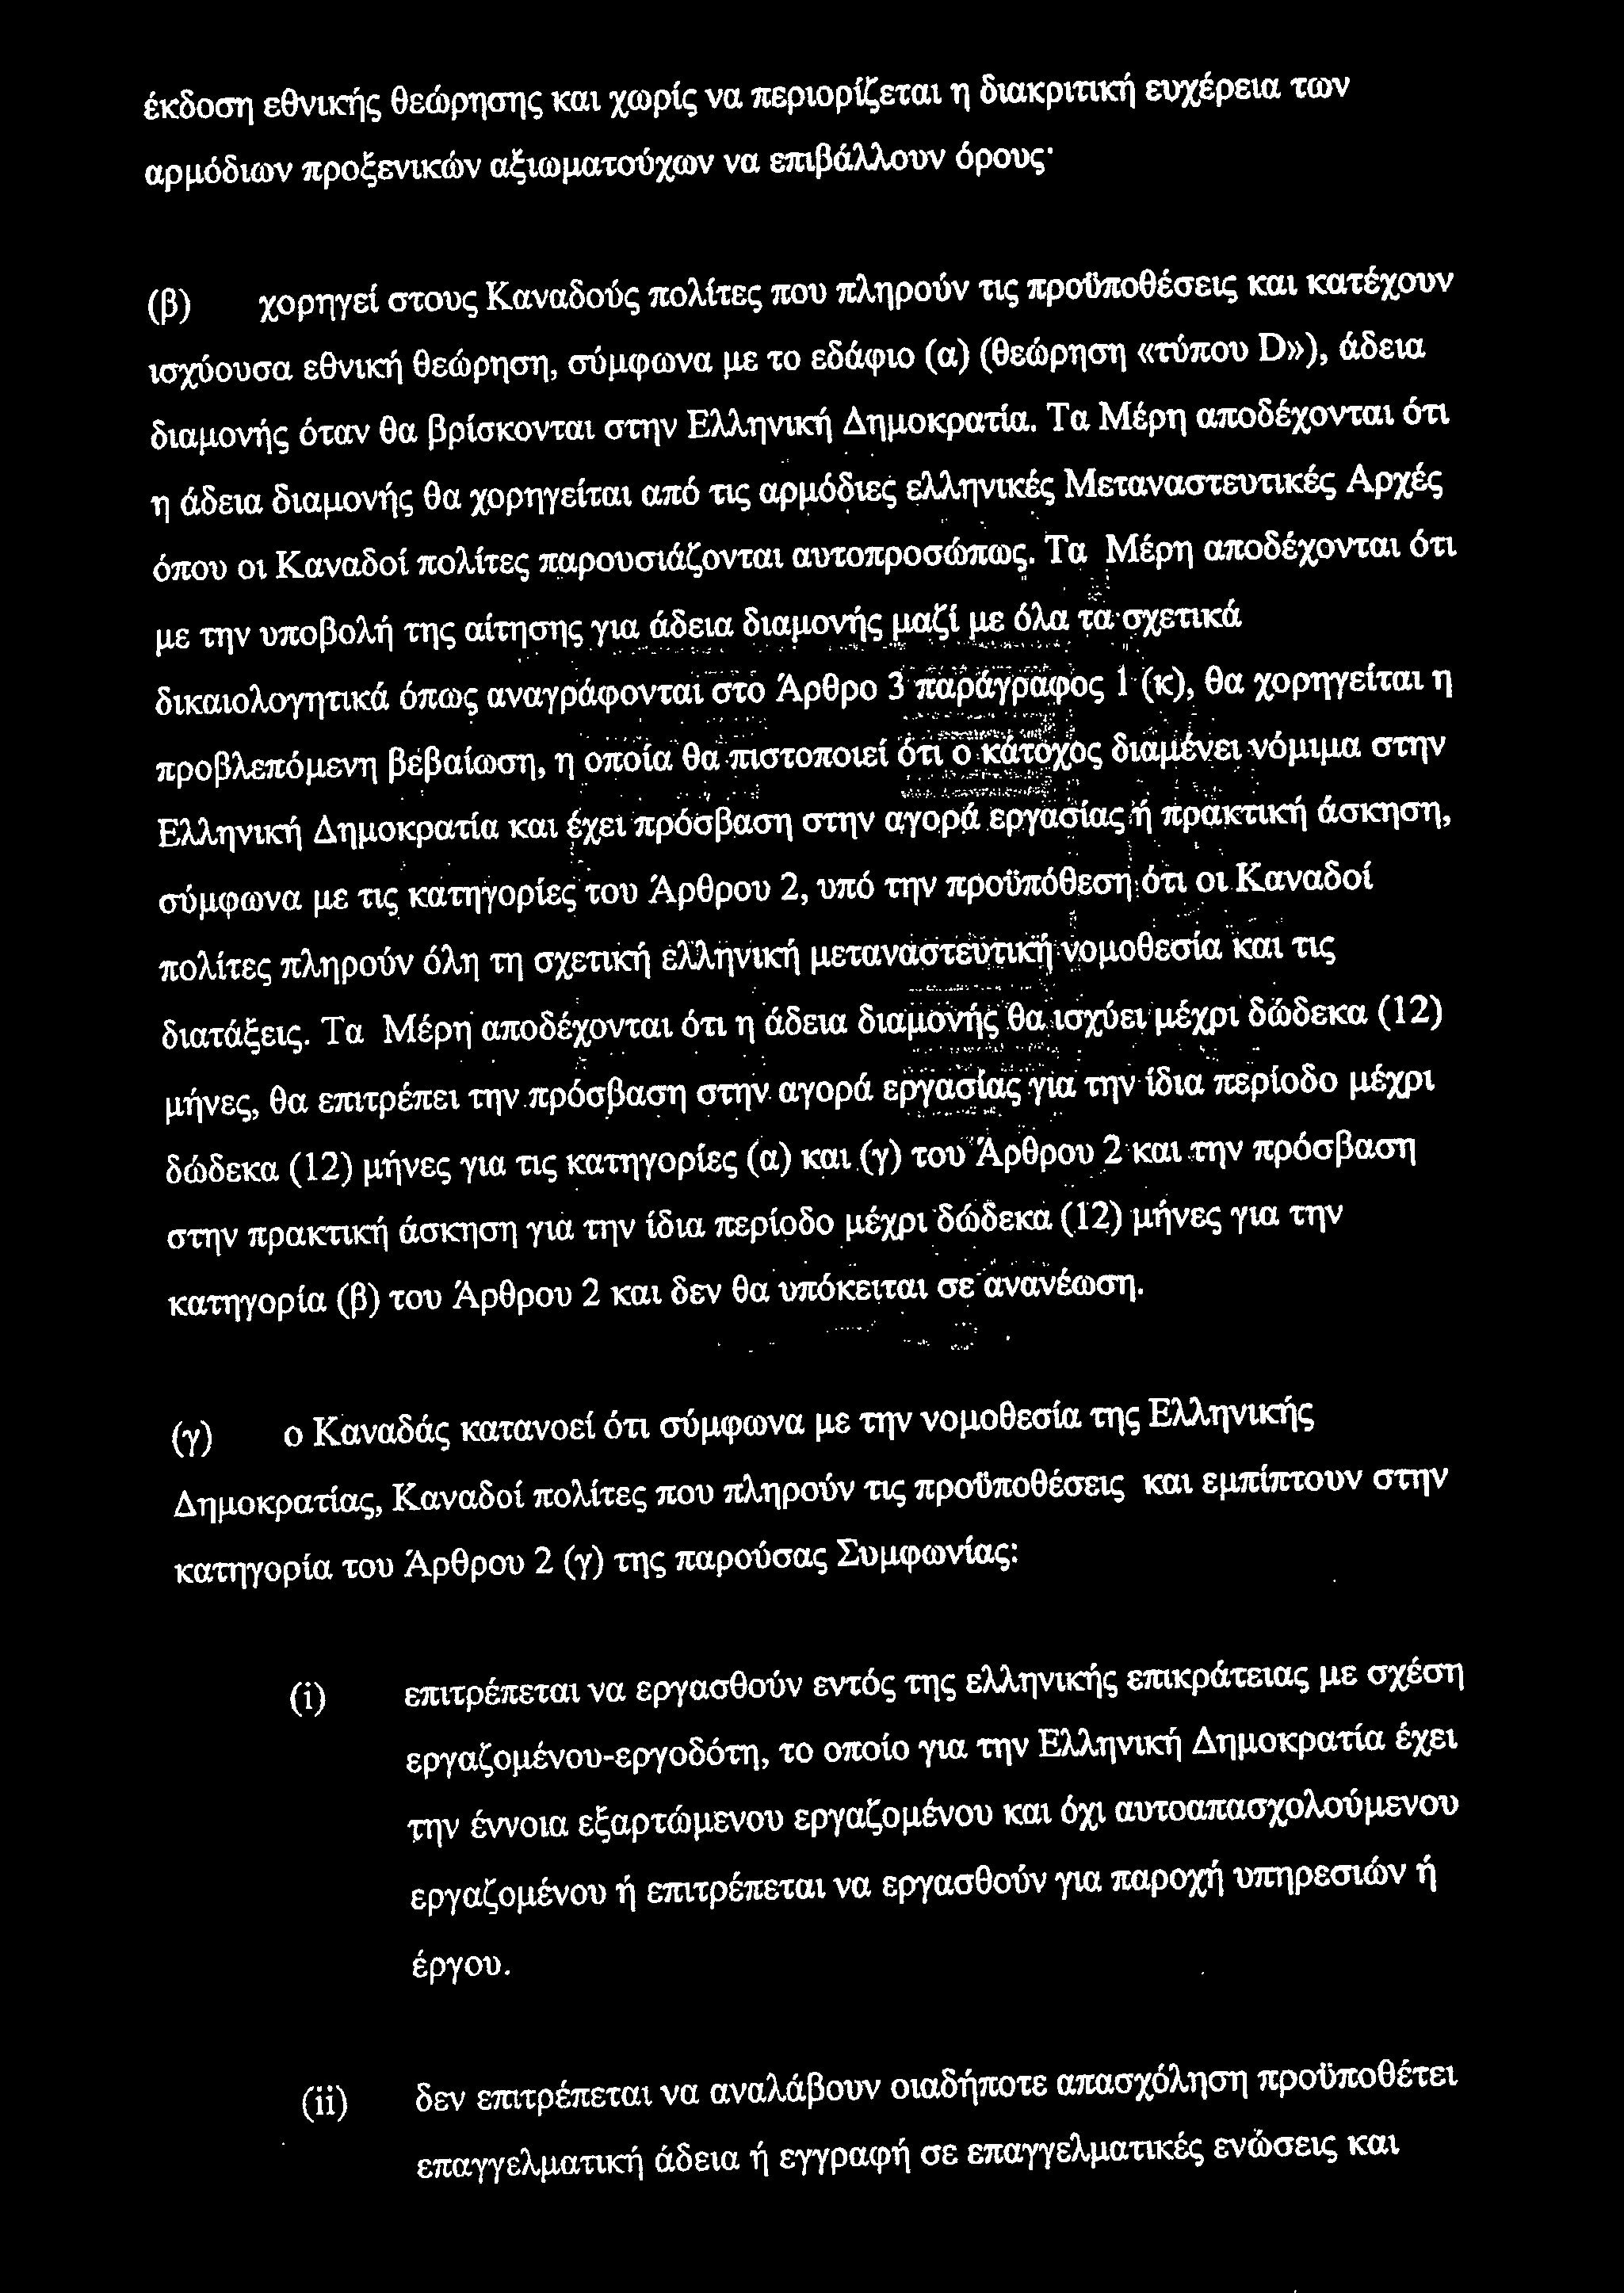 έκδοση εθνικής θεώρησης και χωρίς να περιορίζεται η διακριτική ευχέρεια των
αρμόδιων προξενικών αξιωματούχων να επιβάλλουν όρους·
(β) χορηγεί στους Καναδούς πολίτες που πληρούν τις προϋποθέσεις και κατέχουν
ισχύουσα εθνική θεώρηση, σύμφωνα με το εδάφιο (α) (θεώρηση «τύπου D»), άδεια
διαμονής όταν θα βρίσκονται στην Ελληνική Δημοκρατία. Τα Μέρη αποδέχονται ότι
η άδεια διαμονής θα χορηγείται από τις αρμόδιες ελληνικές Μεταναστευτικές Αρχές
όπου οι Καναδοί πολίτες παρουσιάζονται αυτοπροσώπως. Τα Μέρη αποδέχονται ότι
με την υποβολή της αίτησης για άδεια διαμονής μαζί με όλα τα σχετικά
δικαιολογητικά όπως αναγράφονται στο Άρθρο 3 παράγραφος 1 (κ), θα χορηγείται η
προβλεπόμενη βεβαίωση, η οποία θα πιστοποιεί ότι ο κάτοχος διαμένει νόμιμα στην
Ελληνική Δημοκρατία και έχει πρόσβαση στην αγορά εργασίας ή πρακτική άσκηση,
σύμφωνα με τις κατηγορίες του Άρθρου 2, υπό την προϋπόθεση ότι οι Καναδοί
πολίτες πληρούν όλη τη σχετική ελληνική μεταναστευτική νομοθεσία και τις
διατάξεις. Τα Μέρη αποδέχονται ότι η άδεια διαμονής θα ισχύει μέχρι δώδεκα (12)
μήνες, θα επιτρέπει την πρόσβαση στην αγορά εργασίας για την ίδια περίοδο μέχρι
δώδεκα (12) μήνες για τις κατηγορίες (α) και (γ) του Άρθρου 2 και την πρόσβαση
στην πρακτική άσκηση για την ίδια περίοδο μέχρι δώδεκα (12) μήνες για την
κατηγορία (β) του Άρθρου 2 και δεν θα υπόκειται σε ανανέωση.
(γ) ο Καναδάς κατανοεί ότι σύμφωνα με την νομοθεσία της Ελληνικής
Δημοκρατίας, Καναδοί πολίτες που πληρούν τις προϋποθέσεις και εμπίπτουν στην
κατηγορία του Άρθρου 2 (γ) της παρούσας Συμφωνίας:
(i) επιτρέπεται να εργασθούν εντός της ελληνικής επικράτειας με σχέση
εργαζομένου-εργοδότη, το οποίο για την Ελληνική Δημοκρατία έχει
την έννοια εξαρτώμενου εργαζομένου και όχι αυτοαπασχολούμενου
εργαζομένου ή επιτρέπεται να εργασθούν για παροχή υπηρεσιών ή
έργου.
(ii) δεν επιτρέπεται να αναλάβουν οιαδήποτε απασχόληση προϋποθέτει
επαγγελματική άδεια ή εγγραφή σε επαγγελματικές ενώσεις και